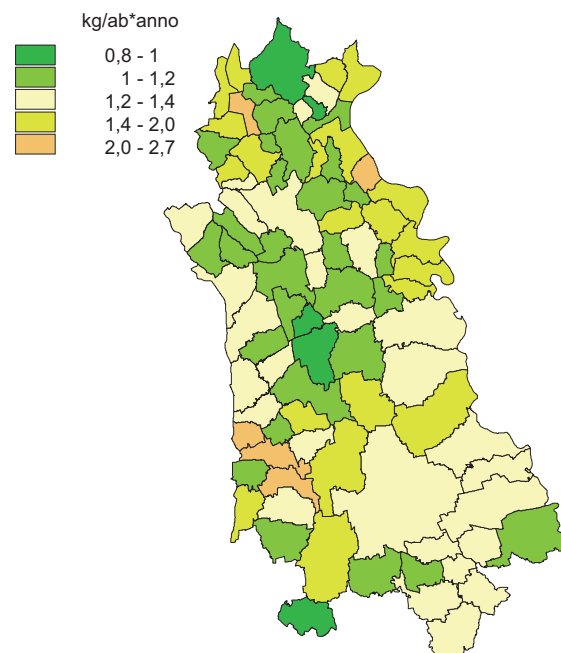 kg/ab*anno
0,8 - 1
1 - 1,2
1,2 - 1,4
1,4 - 2,0
2,0 - 2,7